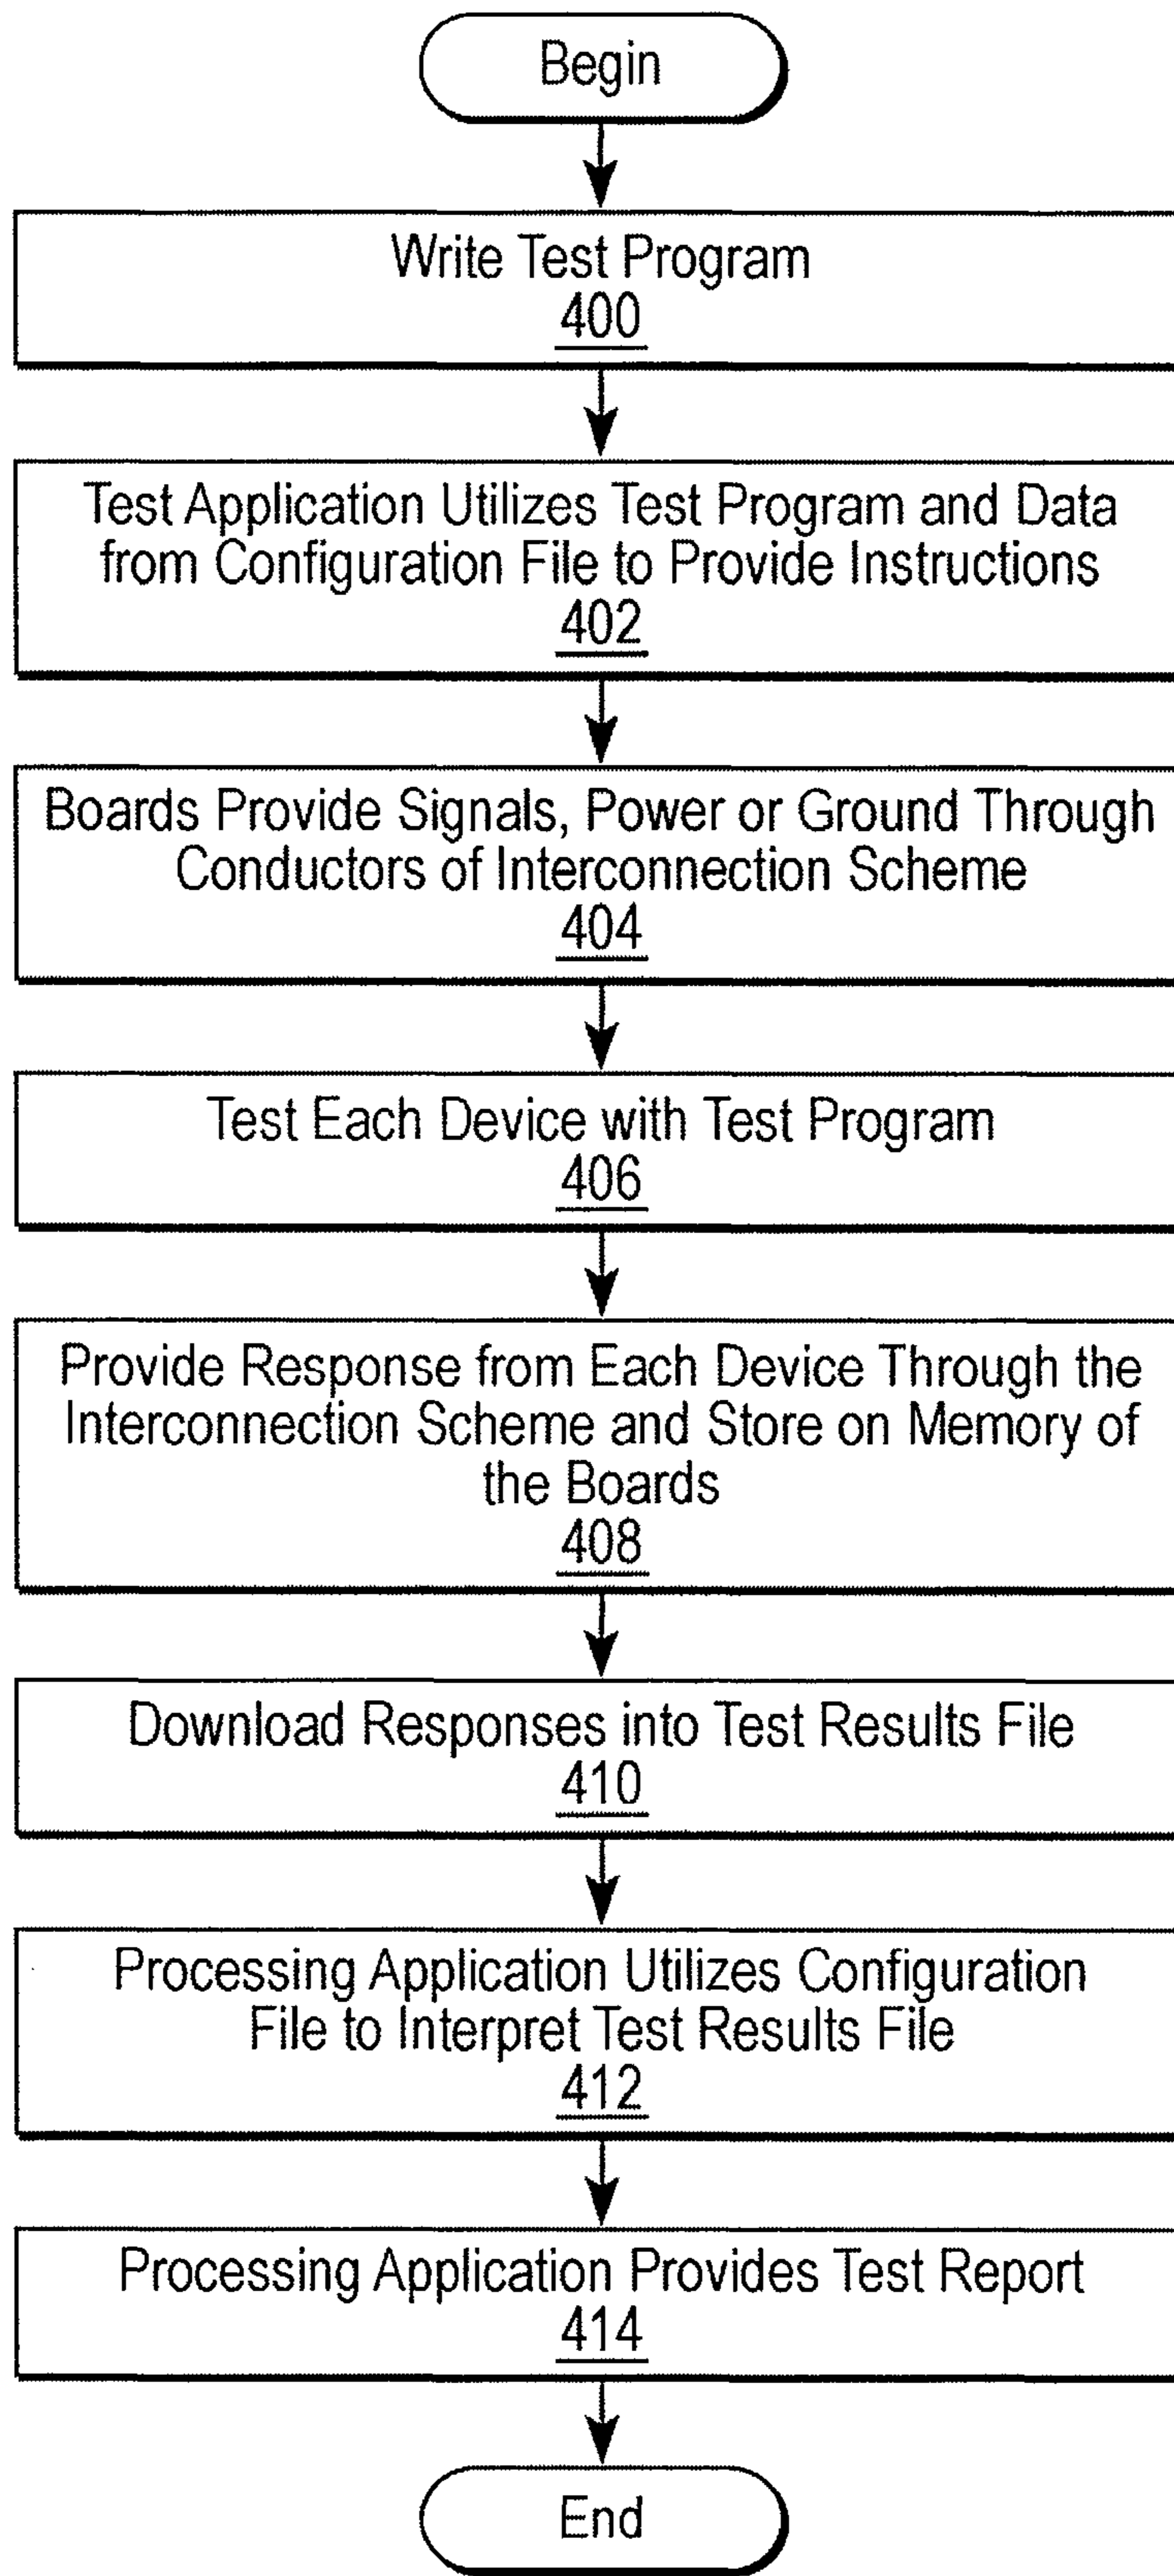 Begin
Write Test Program
400
Test Application Utilizes Test Program and Data
from Configuration File to Provide Instructions
402
Boards Provide Signals, Power or Ground Through
Conductors of Interconnection Scheme
404
Test Each Device with Test Program
406
Provide Response from Each Device Through the
Interconnection Scheme and Store on Memory of
the Boards
408
Download Responses into Test Results File
410
Processing Application Utilizes Configuration
File to Interpret Test Results File
412
Processing Application Provides Test Report
414
End